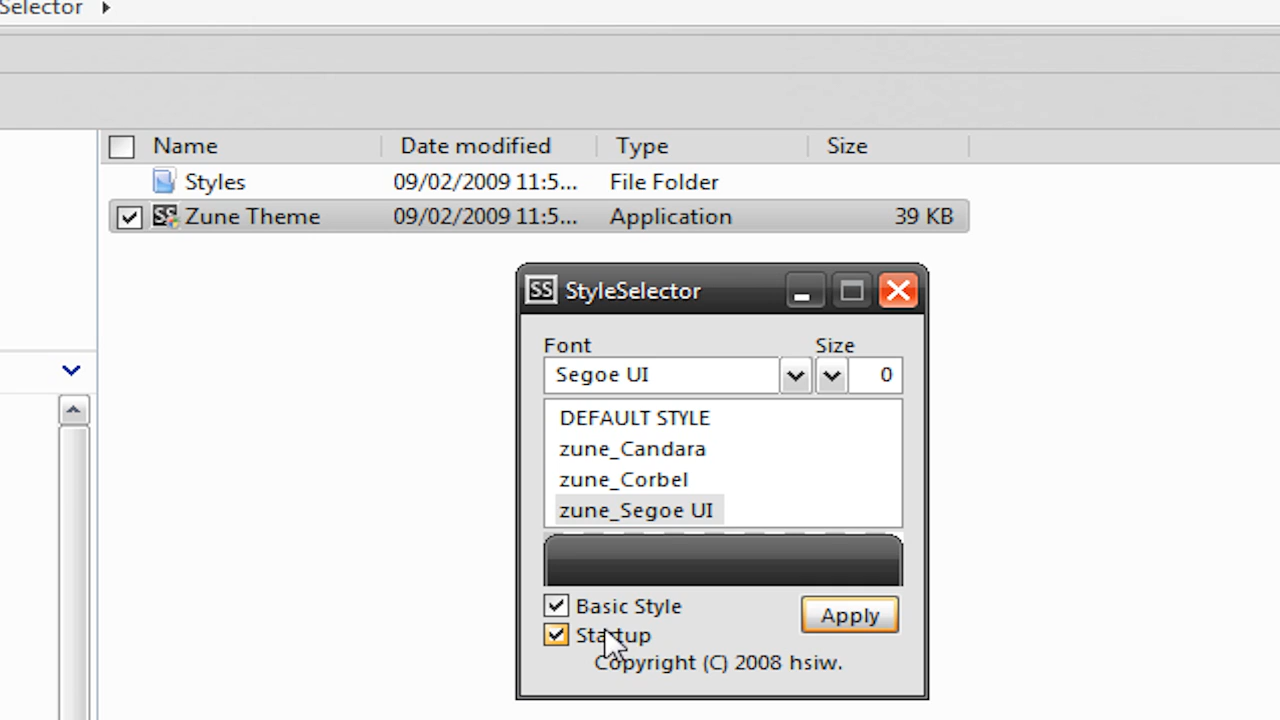 Selector
Name Date modified Type Size
Styles 09/02/2009 11:5... File Folder
SS Zune Theme 09/02/2009 11:5... Application 39 KB
SS StyleSelector
Font Size
Segoe UI 0
DEFAULT STYLE
zune_Candara
zune_Corbel
zune_Segoe UI
Basic Style
Apply
Startup
Copyright (C) 2008 hsiw.